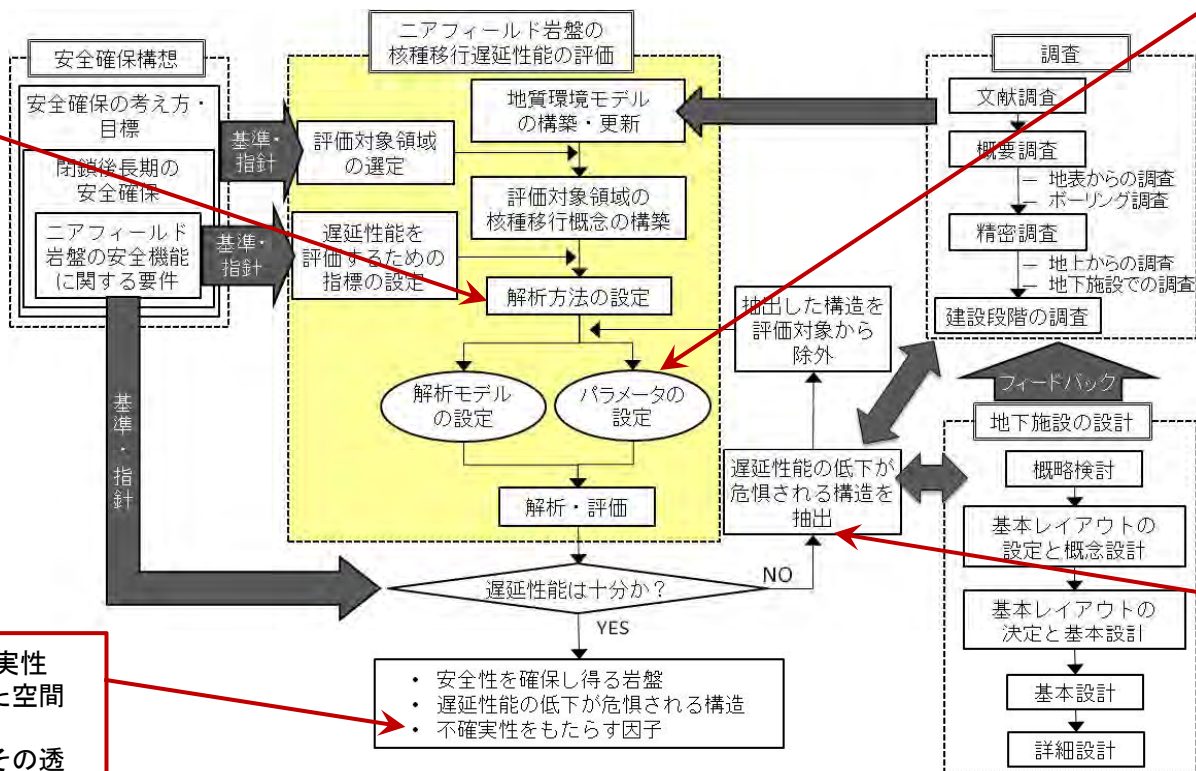 安全確保構想
安全確保の考え方・
目標
閉鎖後長期の
安全確保
ニアフィールド
岩盤の安全機能
に関する要件
基準・
指針
基準・
指針
基準・指針
ニアフィールド岩盤の
核種移行遅延性能の評価
地質環境モデル
の構築・更新
評価対象領域
の選定
評価対象領域の
核種移行概念の構築
遅延性能を
評価するための
指標の設定
解析方法の設定
解析モデル
の設定
パラメータの
設定
解析・評価
抽出した構造を
評価対象から
除外
遅延性能の低下が
危惧される構造を
抽出
遅延性能は十分か？
NO
YES
• 安全性を確保し得る岩盤
• 遅延性能の低下が危惧される構造
• 不確実性をもたらす因子
調査
文献調査
概要調査
― 地表からの調査
― ボーリング調査
精密調査
― 地上からの調査
― 地下施設での調査
建設段階の調査
フィードバック
地下施設の設計
概略検討
基本レイアウトの
設定と概念設計
基本レイアウトの
決定と基本設計
基本設計
詳細設計
実性
と空間
その透